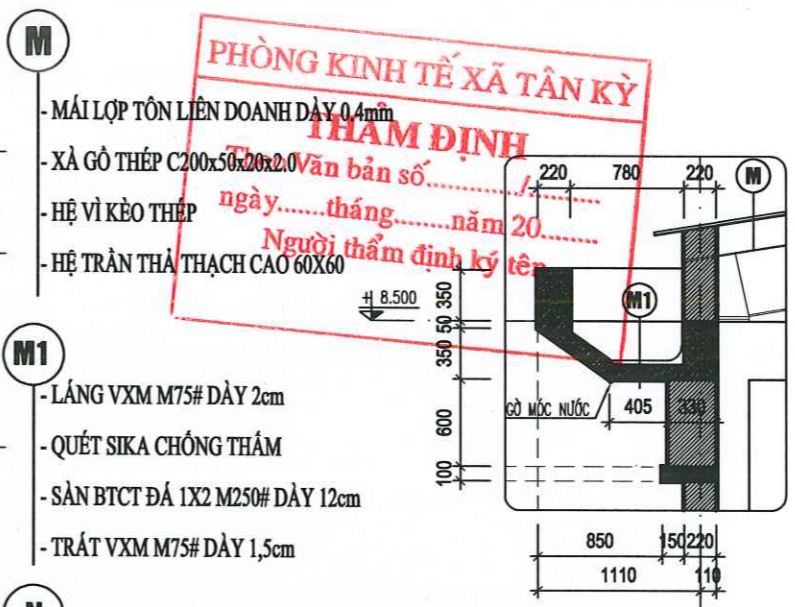 M
- MÁI LỢP TÔN LIÊN DOANH DÀY 0.4mm
- XÀ GỒ THÉP C200x50x20x2.0
- HỆ VÌ KÈO THÉP
- HỆ TRẦN THẢ THẠCH CAO 60X60
PHÒNG KINH TẾ XÃ TÂN KỲ
THẨM ĐỊNH
Theo Văn bản số............/............
ngày.......tháng........năm 20........
Người thẩm định ký tên
M1
- LÁNG VXM M75# DÀY 2cm
- QUÉT SIKA CHỐNG THẤM
- SÀN BTCT ĐÁ 1X2 M250# DÀY 12cm
- TRÁT VXM M75# DÀY 1,5cm
N
220 780 220
M
+ 8.500
350
50
350
600
100
M1
GỜ MÓC NƯỚC
405 330
850 150 220
1110 110